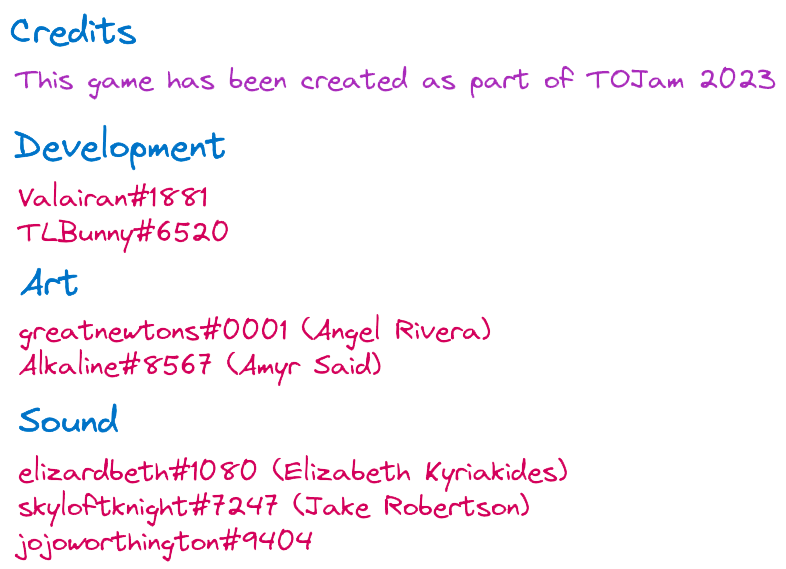 Credits
This game has been created as part of TOJam 2023
Development
Valairan#1881
TLBunny#6520
Art
greatnewtons#0001 (Angel Rivera)
Alkaline#8567 (Amyr Said)
Sound
elizardbeth#1080 (Elizabeth Kyriakides)
skyloftknight#7247 (Jake Robertson)
jojoworthington#9404